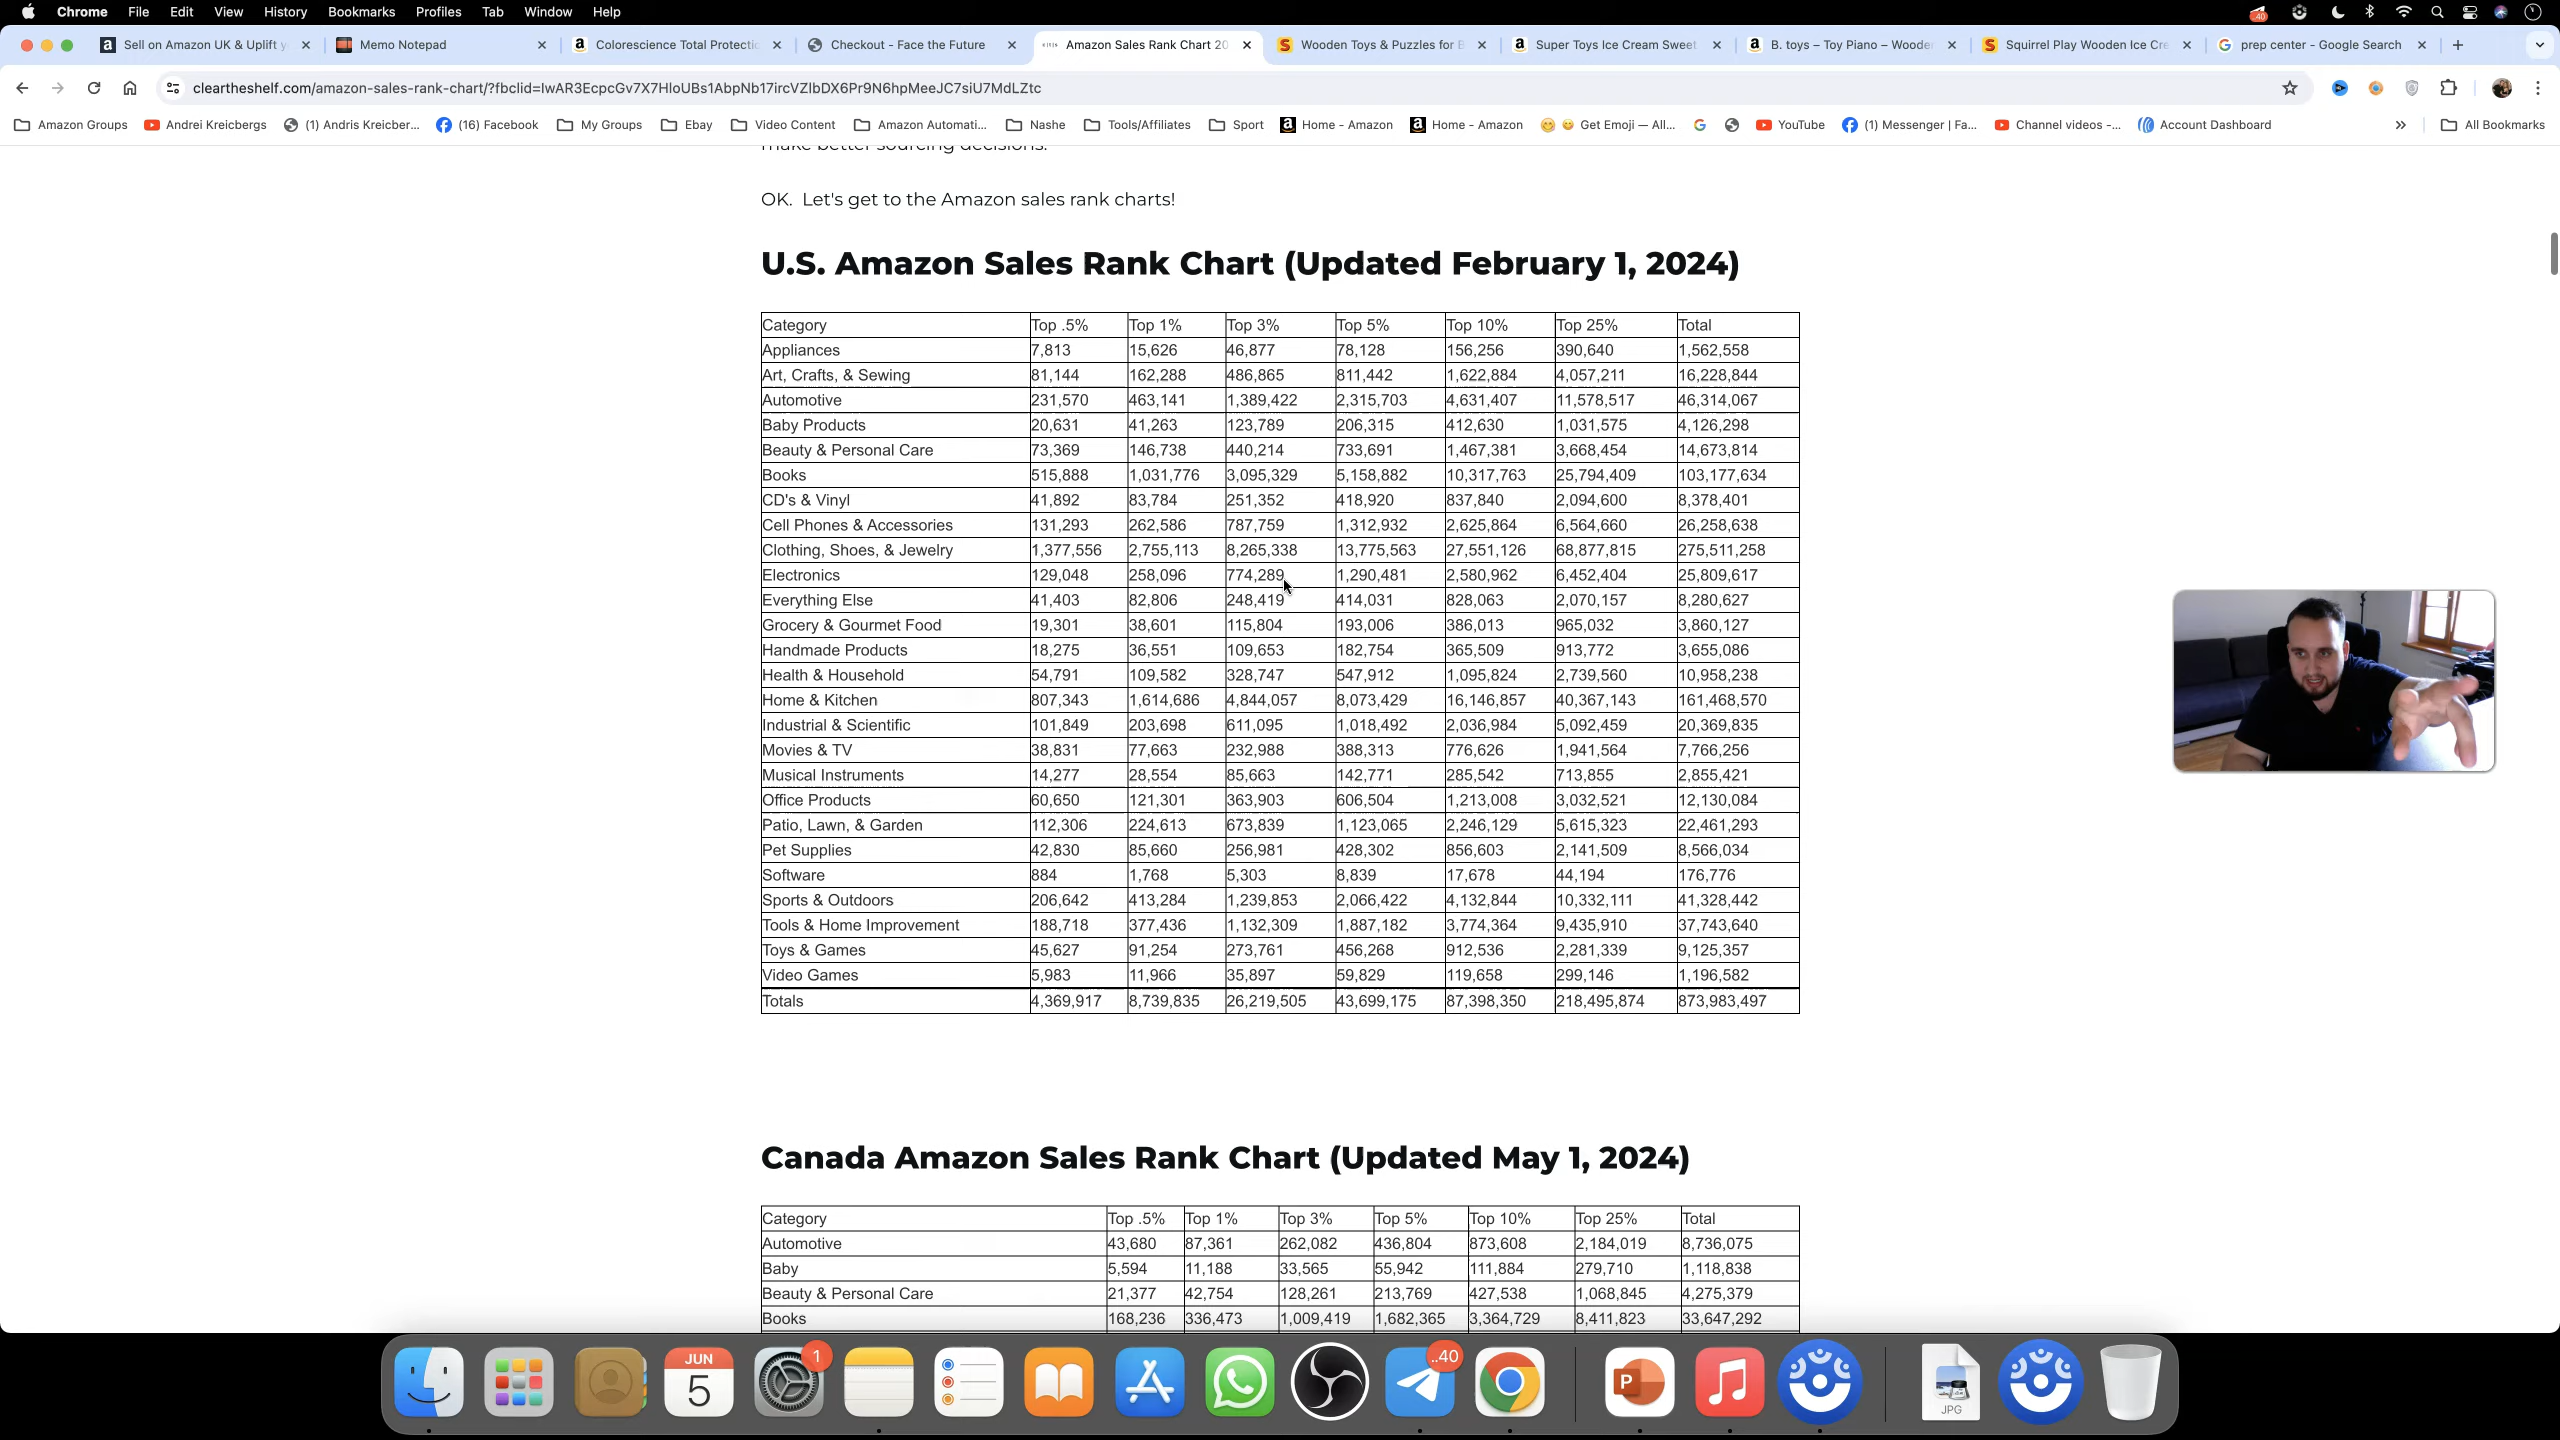 Chrome File Edit View History Bookmarks Profiles Tab Window Help
Sell on Amazon UK & Uplift Memo Notepad Colorescience Total Protecti Checkout - Face the Future Amazon Sales Rank Chart 20 Wooden Toys & Puzzles for Super Toys Ice Cream Sweet B. toys – Toy Piano – Woode Squirrel Play Wooden Ice Cre prep center - Google Search
cleartheshelf.com/amazon-sales-rank-chart/?fbclid=IwAR3EcpcGv7X7HloUBs1AbpNb17ircVZlbDX6Pr9N6hpMeeJC7siU7MdLZtc
Amazon Groups Andrei Kreicbergs (1) Andris Kreicber... (16) Facebook My Groups Ebay Video Content Amazon Automati... Nashe Tools/Affiliates Sport Home - Amazon Home - Amazon Get Emoji — All... YouTube (1) Messenger | Fa... Channel videos -... Account Dashboard All Bookmarks
make better sourcing decisions.
OK. Let's get to the Amazon sales rank charts!
U.S. Amazon Sales Rank Chart (Updated February 1, 2024)
Category Top .5% Top 1% Top 3% Top 5% Top 10% Top 25% Total
Appliances 7,813 15,626 46,877 78,128 156,256 390,640 1,562,558
Art, Crafts, & Sewing 81,144 162,288 486,865 811,442 1,622,884 4,057,211 16,228,844
Automotive 231,570 463,141 1,389,422 2,315,703 4,631,407 11,578,517 46,314,067
Baby Products 20,631 41,263 123,789 206,315 412,630 1,031,575 4,126,298
Beauty & Personal Care 73,369 146,738 440,214 733,691 1,467,381 3,668,454 14,673,814
Books 515,888 1,031,776 3,095,329 5,158,882 10,317,763 25,794,409 103,177,634
CD's & Vinyl 41,892 83,784 251,352 418,920 837,840 2,094,600 8,378,401
Cell Phones & Accessories 131,293 262,586 787,759 1,312,932 2,625,864 6,564,660 26,258,638
Clothing, Shoes, & Jewelry 1,377,556 2,755,113 8,265,338 13,775,563 27,551,126 68,877,815 275,511,258
Electronics 129,048 258,096 774,289 1,290,481 2,580,962 6,452,404 25,809,617
Everything Else 41,403 82,806 248,419 414,031 828,063 2,070,157 8,280,627
Grocery & Gourmet Food 19,301 38,601 115,804 193,006 386,013 965,032 3,860,127
Handmade Products 18,275 36,551 109,653 182,754 365,509 913,772 3,655,086
Health & Household 54,791 109,582 328,747 547,912 1,095,824 2,739,560 10,958,238
Home & Kitchen 807,343 1,614,686 4,844,057 8,073,429 16,146,857 40,367,143 161,468,570
Industrial & Scientific 101,849 203,698 611,095 1,018,492 2,036,984 5,092,459 20,369,835
Movies & TV 38,831 77,663 232,988 388,313 776,626 1,941,564 7,766,256
Musical Instruments 14,277 28,554 85,663 142,771 285,542 713,855 2,855,421
Office Products 60,650 121,301 363,903 606,504 1,213,008 3,032,521 12,130,084
Patio, Lawn, & Garden 112,306 224,613 673,839 1,123,065 2,246,129 5,615,323 22,461,293
Pet Supplies 42,830 85,660 256,981 428,302 856,603 2,141,509 8,566,034
Software 884 1,768 5,303 8,839 17,678 44,194 176,776
Sports & Outdoors 206,642 413,284 1,239,853 2,066,422 4,132,844 10,332,111 41,328,442
Tools & Home Improvement 188,718 377,436 1,132,309 1,887,182 3,774,364 9,435,910 37,743,640
Toys & Games 45,627 91,254 273,761 456,268 912,536 2,281,339 9,125,357
Video Games 5,983 11,966 35,897 59,829 119,658 299,146 1,196,582
Totals 4,369,917 8,739,835 26,219,505 43,699,175 87,398,350 218,495,874 873,983,497
Canada Amazon Sales Rank Chart (Updated May 1, 2024)
Category Top .5% Top 1% Top 3% Top 5% Top 10% Top 25% Total
Automotive 43,680 87,361 262,082 436,804 873,608 2,184,019 8,736,075
Baby 5,594 11,188 33,565 55,942 111,884 279,710 1,118,838
Beauty & Personal Care 21,377 42,754 128,261 213,769 427,538 1,068,845 4,275,379
Books 168,236 336,473 1,009,419 1,682,365 3,364,729 8,411,823 33,647,292
JUN 1 ..40
5
JPG